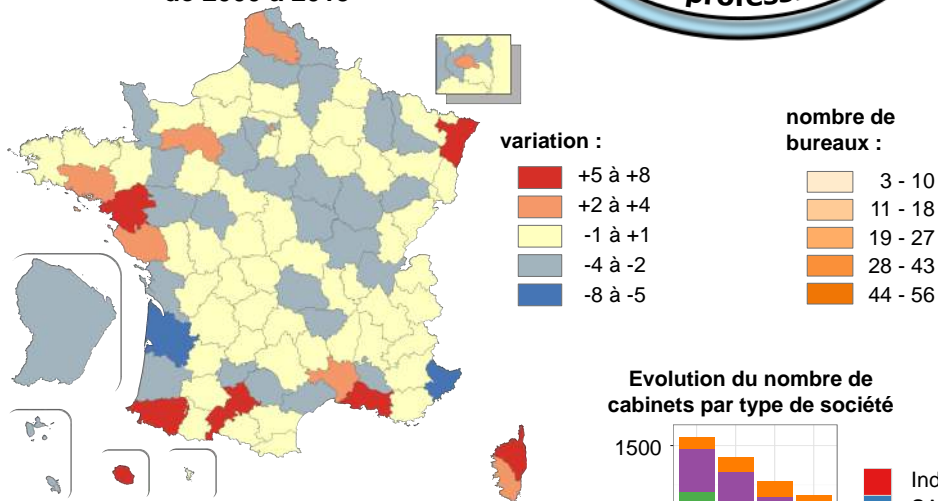 variation :
+5 à +8
+2 à +4
-1 à +1
-4 à -2
-8 à -5
nombre de
bureaux :
3 - 10
11 - 18
19 - 27
28 - 43
44 - 56
Evolution du nombre de
cabinets par type de société
1500